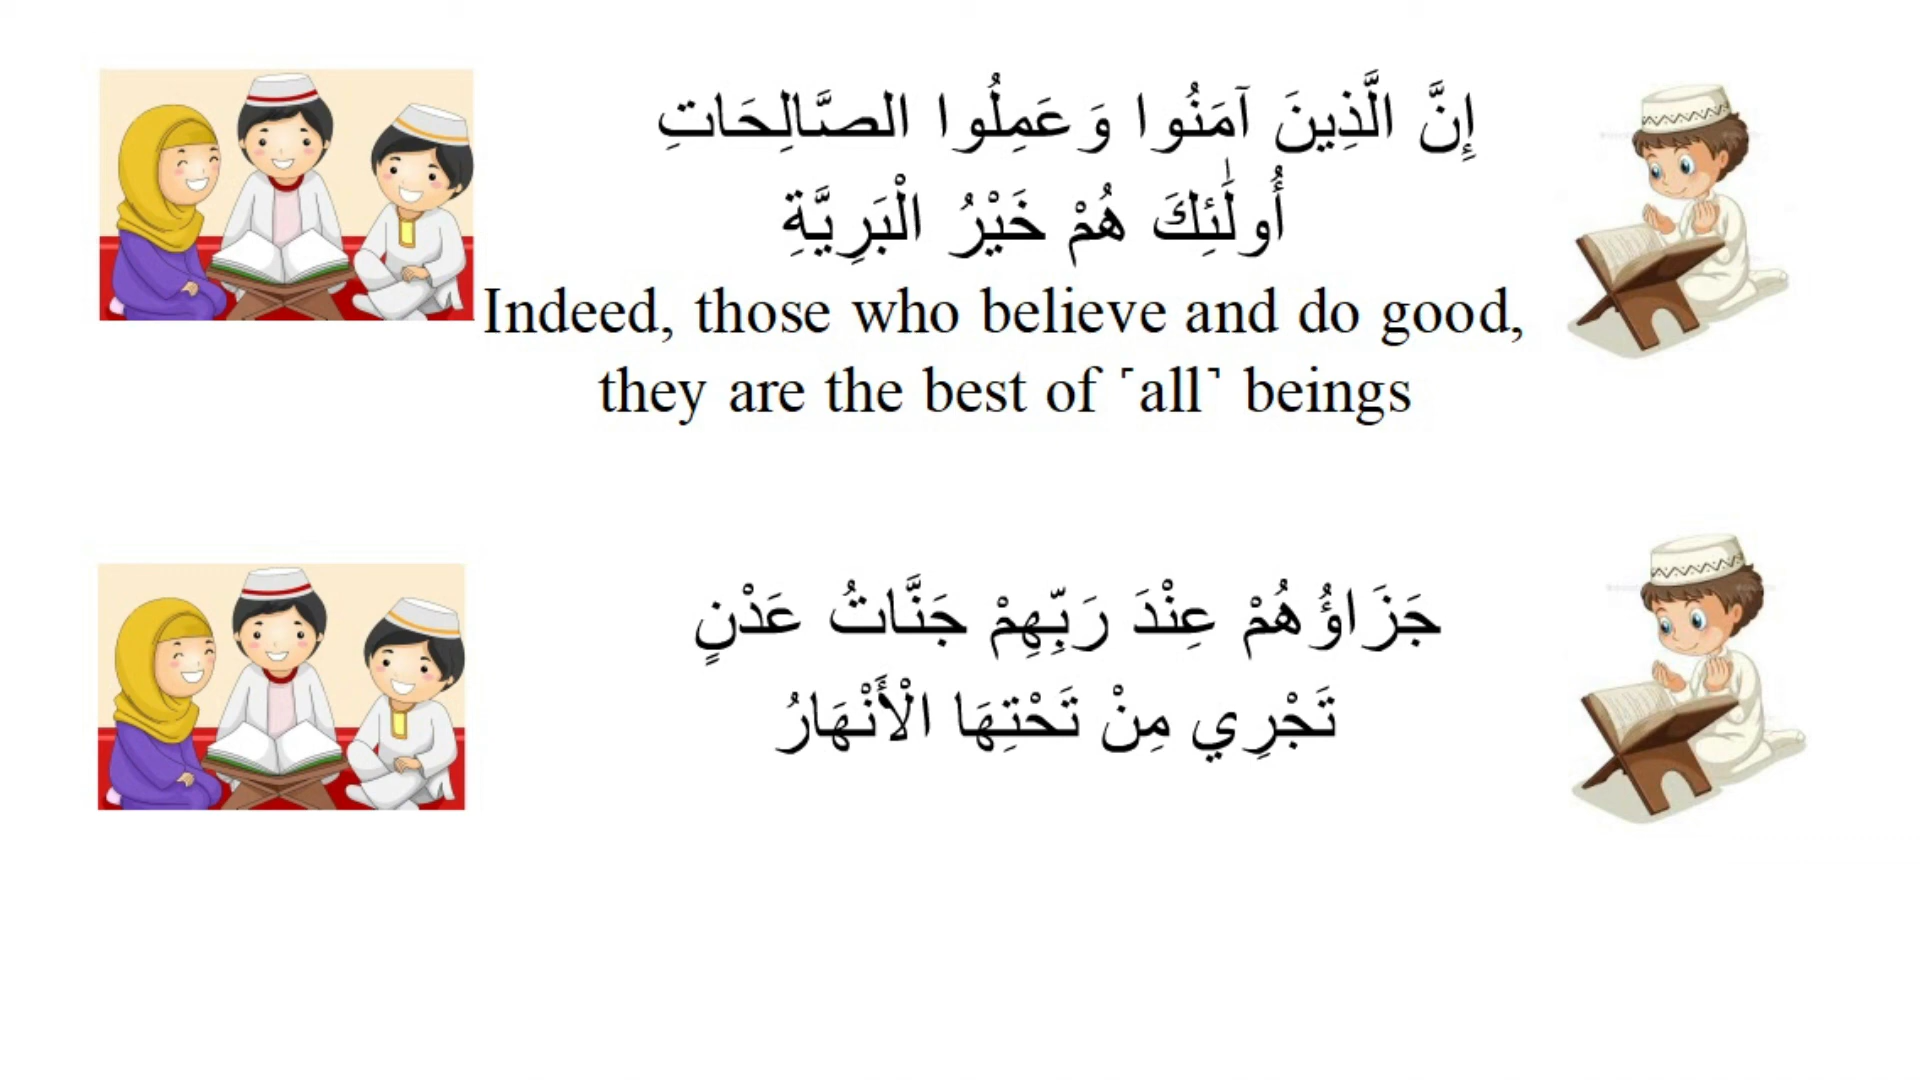 إِنَّ الَّذِينَ آمَنُوا وَعَمِلُوا الصَّالِحَاتِ
أُولَٰئِكَ هُمْ خَيْرُ الْبَرِيَّةِ
Indeed, those who believe and do good,
they are the best of ˹all˺ beings
جَزَاؤُهُمْ عِنْدَ رَبِّهِمْ جَنَّاتُ عَدْنٍ
تَجْرِي مِنْ تَحْتِهَا الْأَنْهَارُ